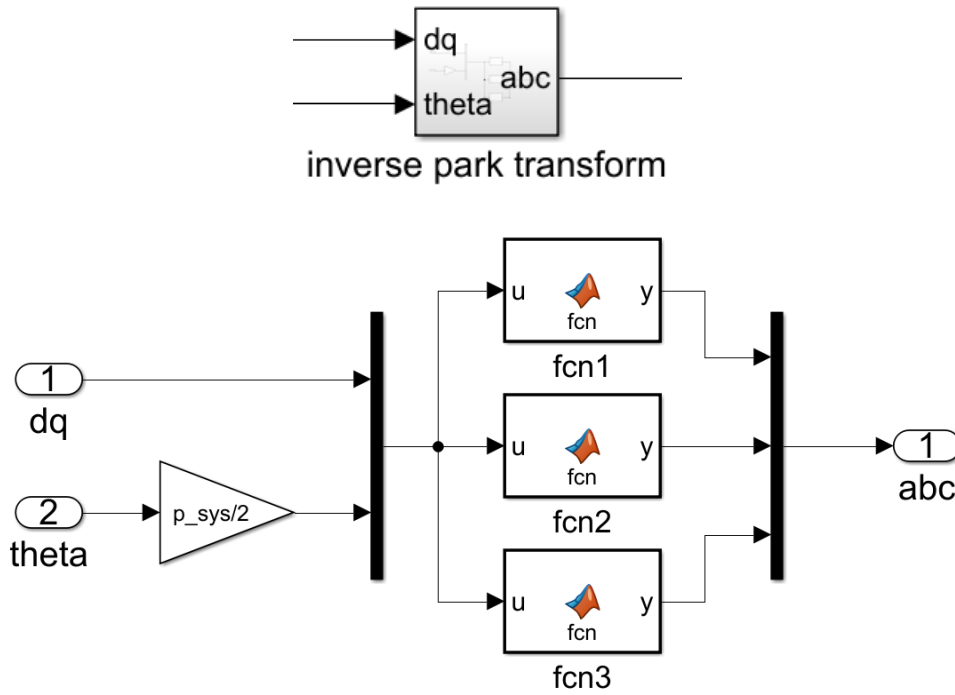 dq
abc
theta
inverse park transform
u
y
fcn
fcn1
1
dq
u
y
fcn
fcn2
1
abc
2
theta
p_sys/2
u
y
fcn
fcn3